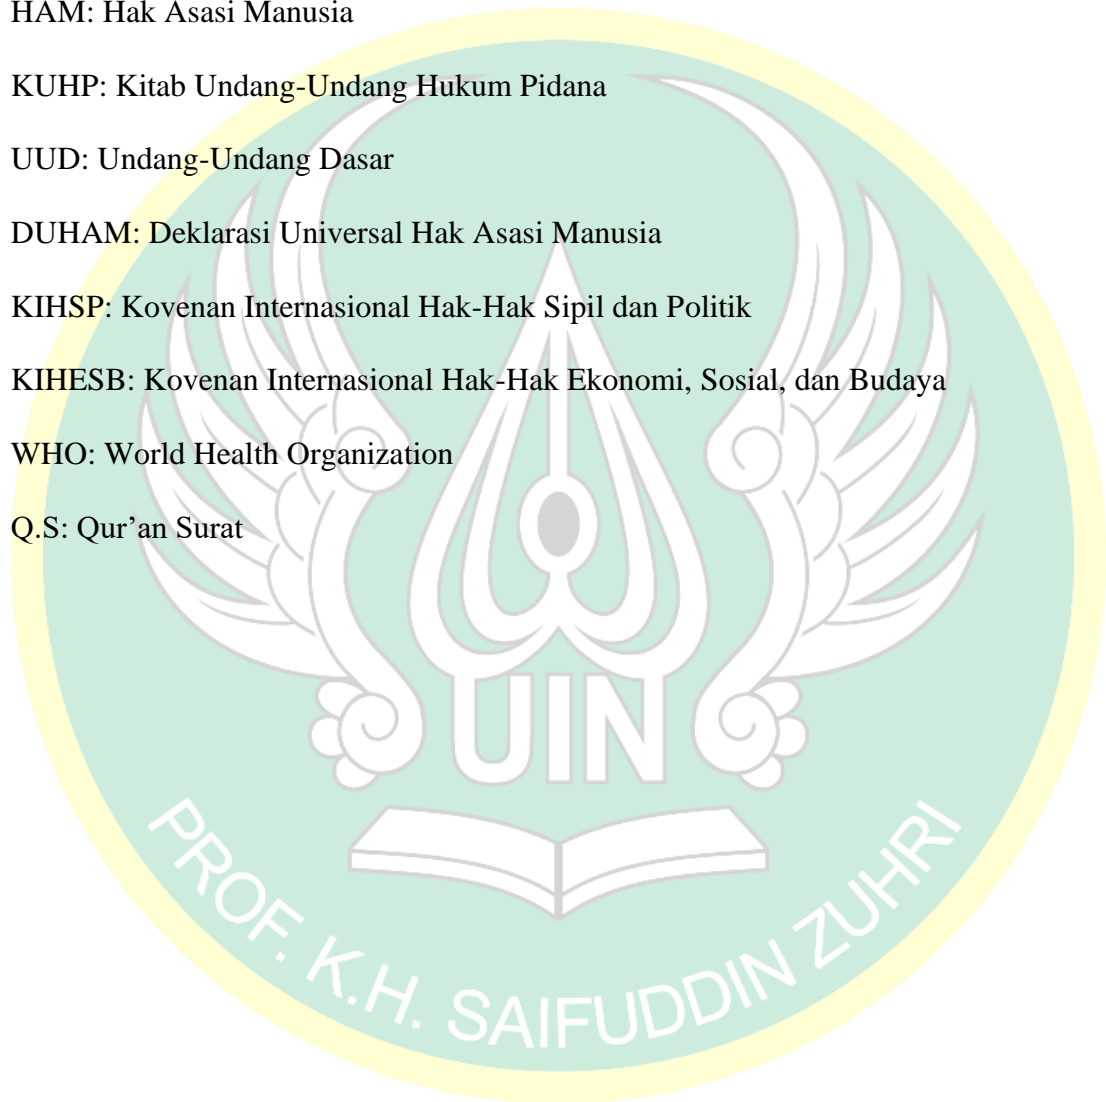 HAM: Hak Asasi Manusia
KUHP: Kitab Undang-Undang Hukum Pidana
UUD: Undang-Undang Dasar
DUHAM: Deklarasi Universal Hak Asasi Manusia
KIHSP: Kovenan Internasional Hak-Hak Sipil dan Politik
KIHESB: Kovenan Internasional Hak-Hak Ekonomi, Sosial, dan Budaya
WHO: World Health Organization
Q.S: Qur’an Surat
UIN
PROF. K.H. SAIFUDDIN ZUHRI